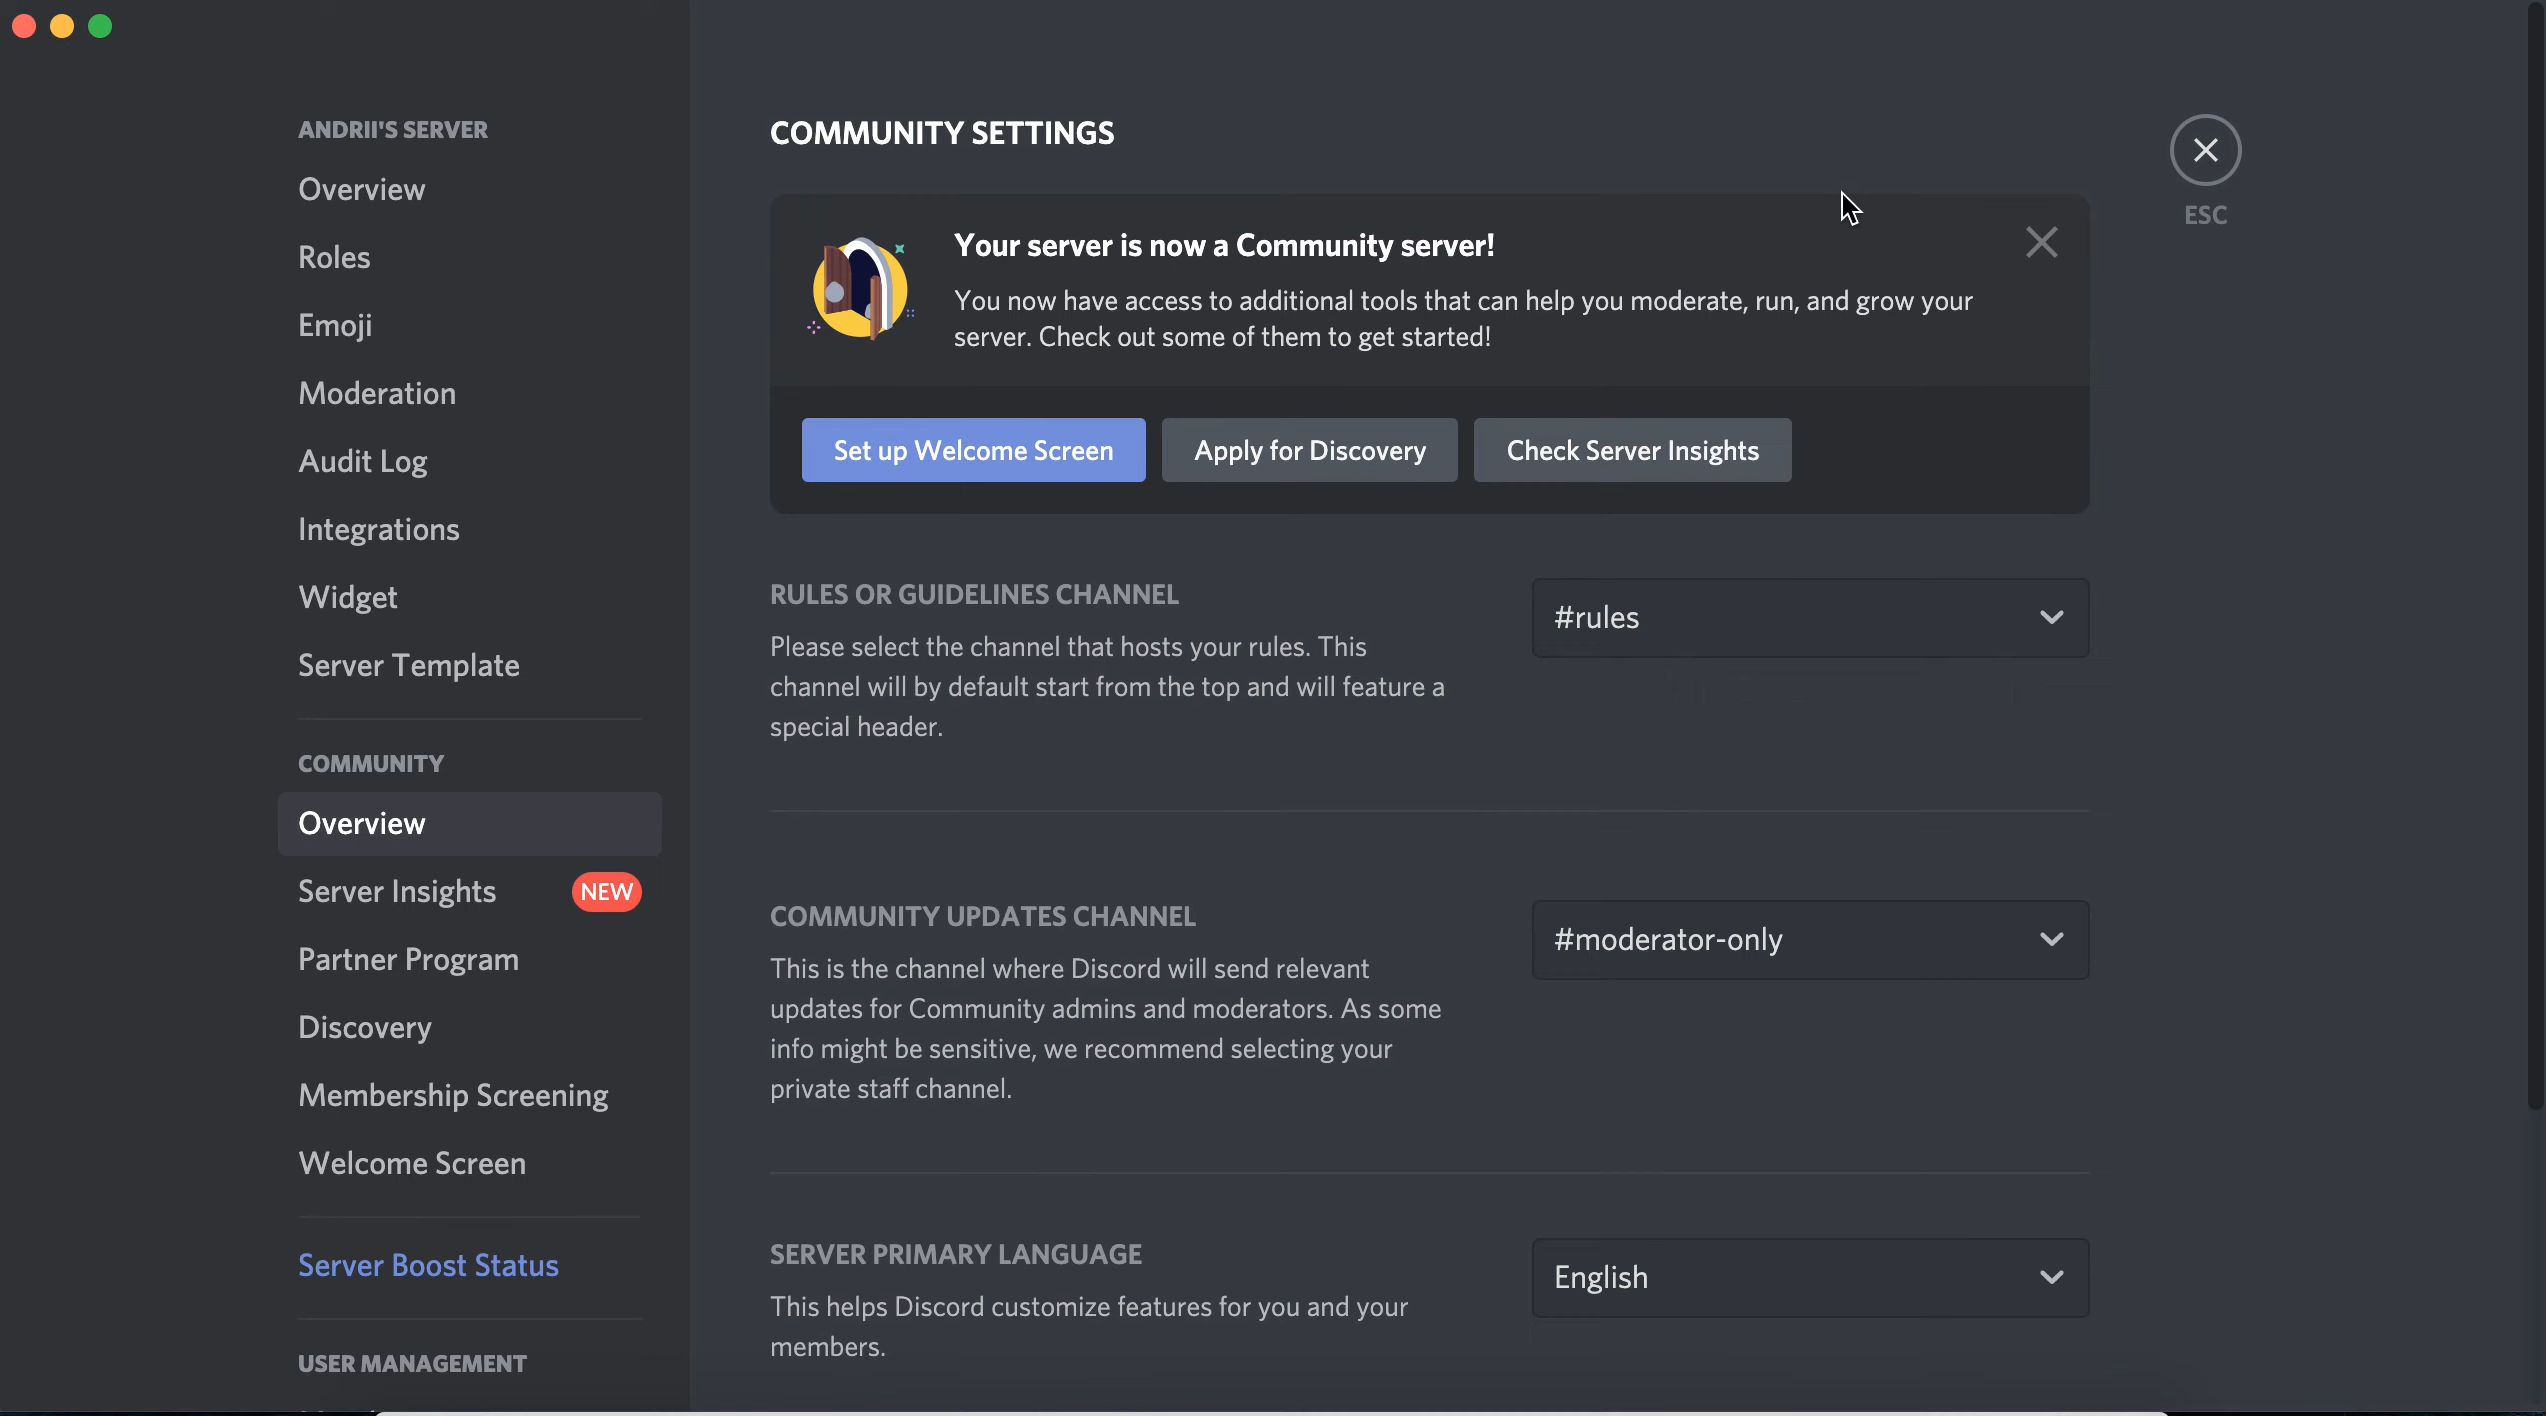 ANDRII'S SERVER
Overview
Roles
Emoji
Moderation
Audit Log
Integrations
Widget
Server Template
COMMUNITY
Overview
Server Insights NEW
Partner Program
Discovery
Membership Screening
Welcome Screen
Server Boost Status
USER MANAGEMENT
COMMUNITY SETTINGS
ESC
Your server is now a Community server!
You now have access to additional tools that can help you moderate, run, and grow your
server. Check out some of them to get started!
Set up Welcome Screen Apply for Discovery Check Server Insights
RULES OR GUIDELINES CHANNEL
Please select the channel that hosts your rules. This
channel will by default start from the top and will feature a
special header.
#rules
COMMUNITY UPDATES CHANNEL
This is the channel where Discord will send relevant
updates for Community admins and moderators. As some
info might be sensitive, we recommend selecting your
private staff channel.
#moderator-only
SERVER PRIMARY LANGUAGE
This helps Discord customize features for you and your
members.
English